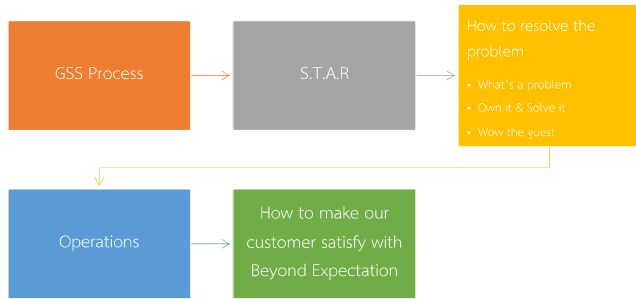 GSS Process
S.T.A.R
How to resolve the
problem
• What's a problem
• Own it & Solve it
• Wow the guest
Operations
How to make our
customer satisfy with
Beyond Expectation